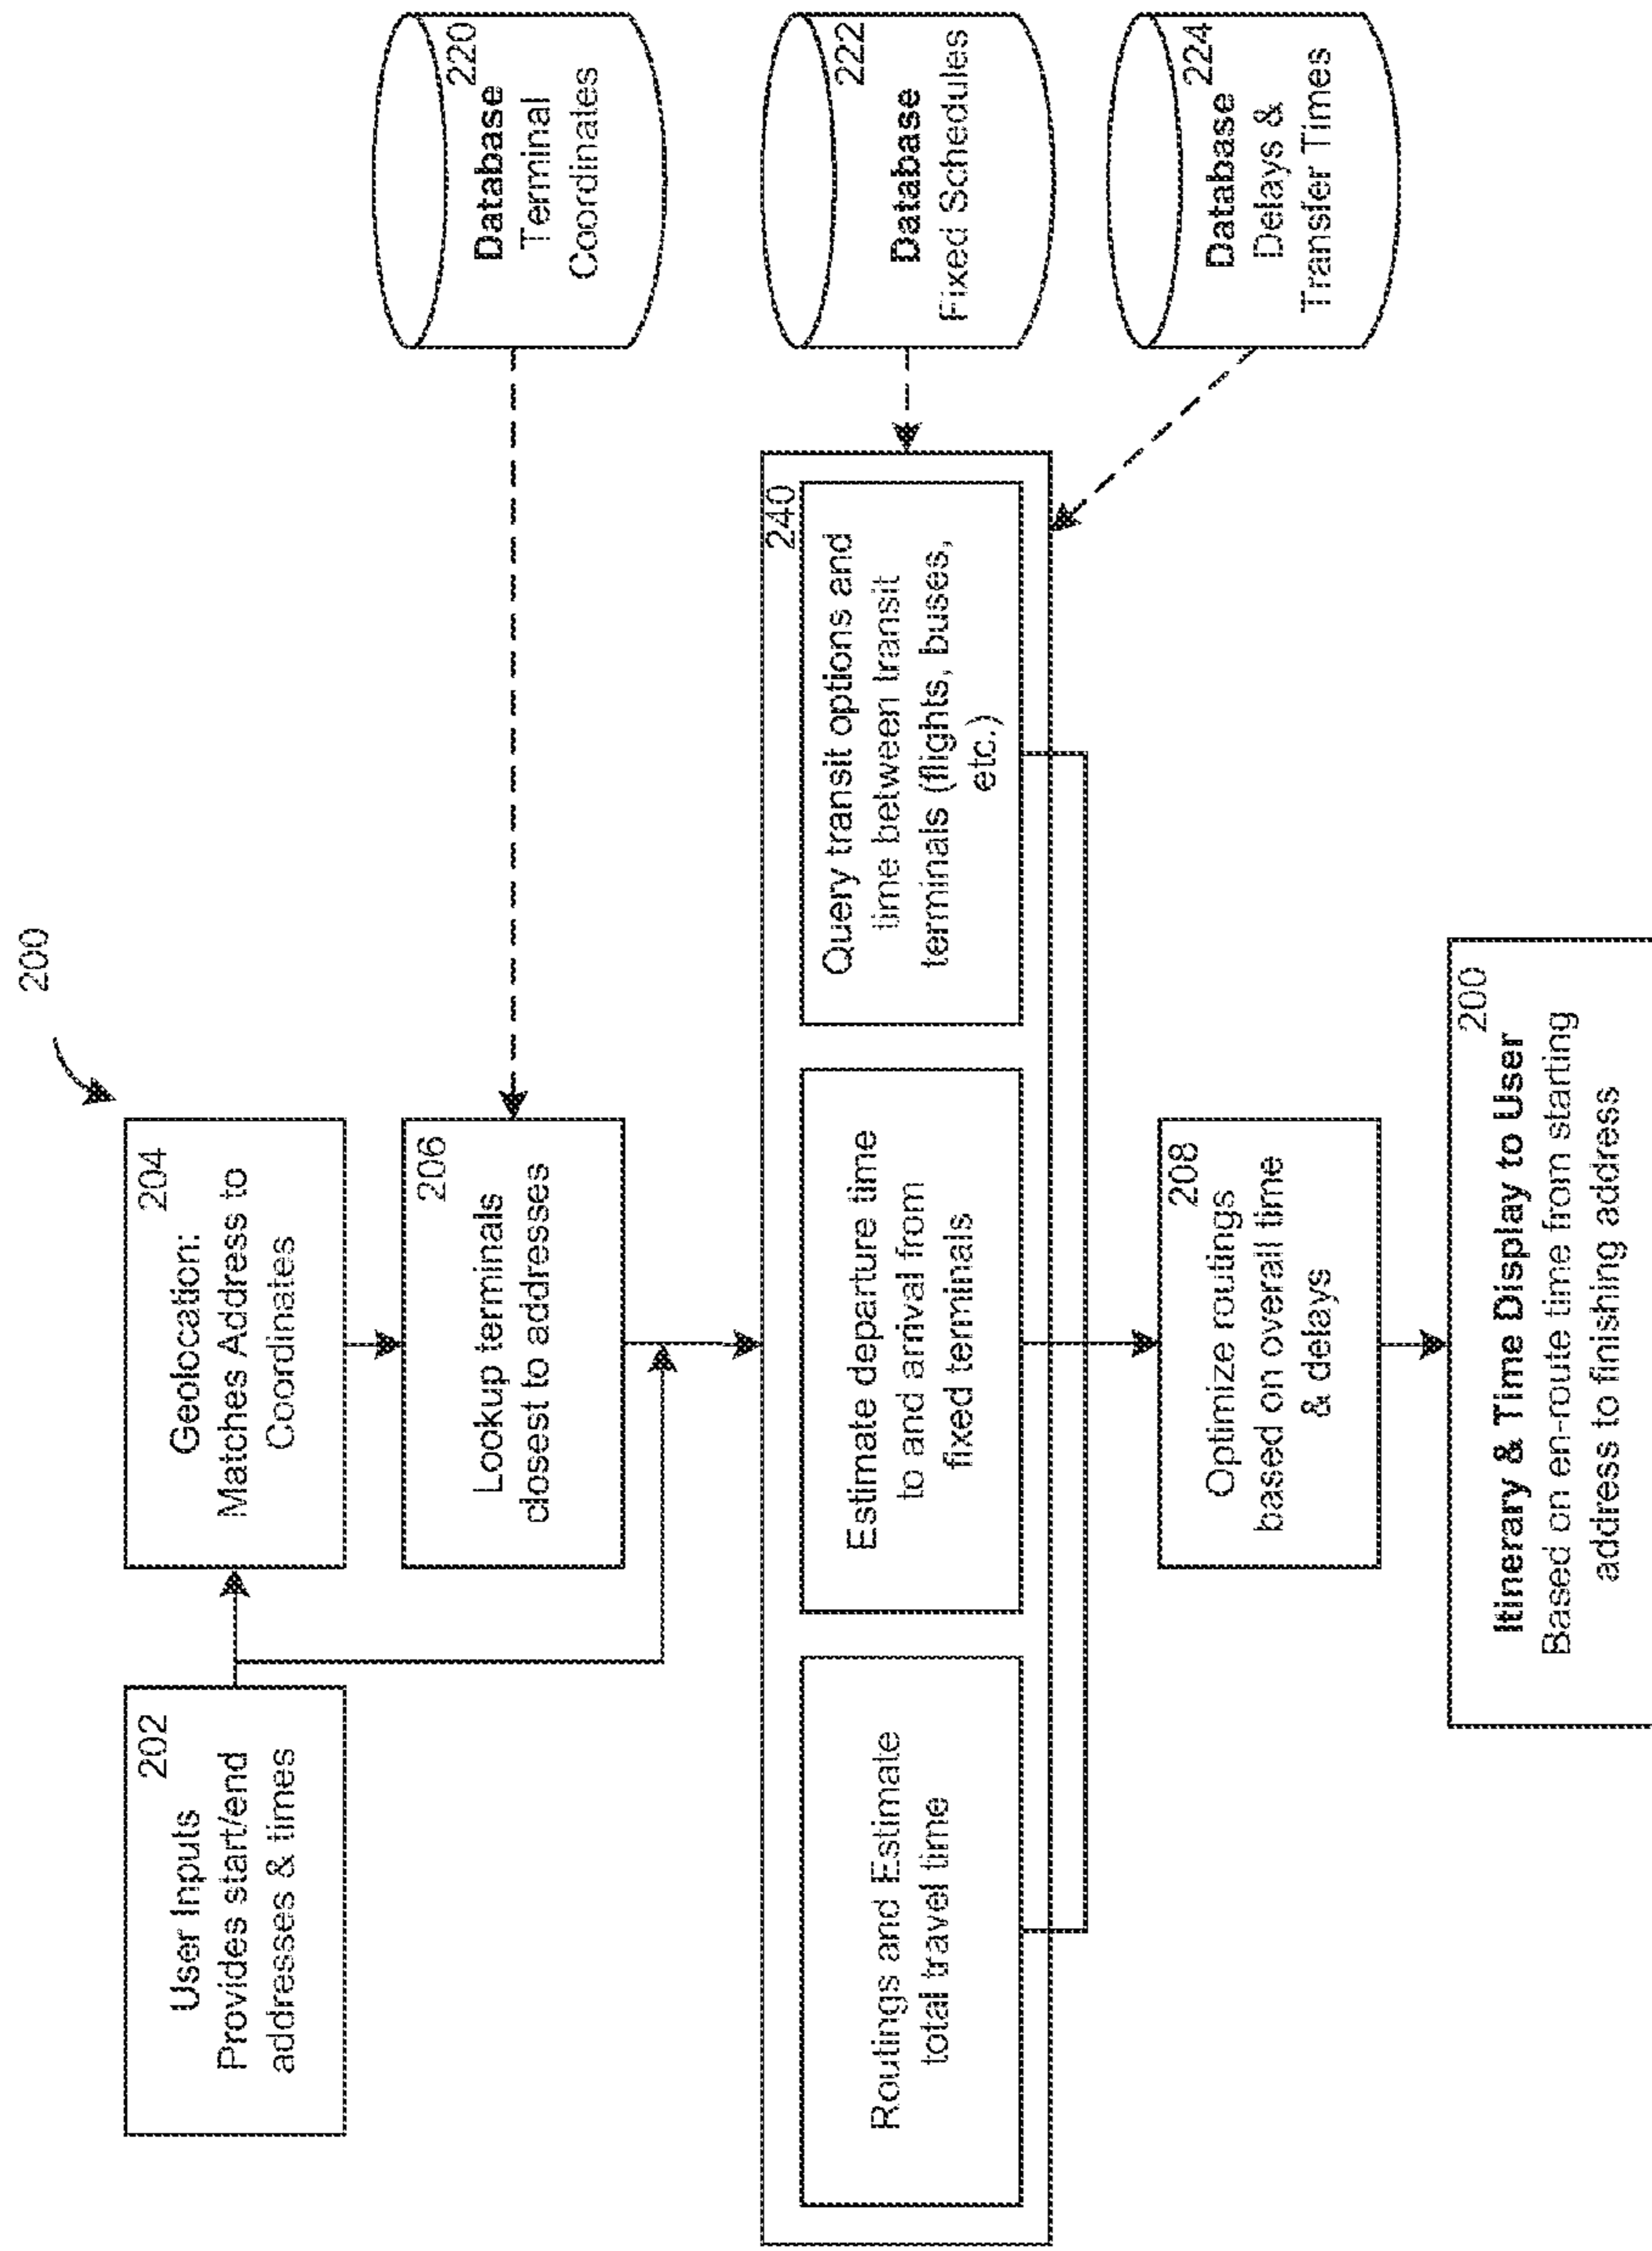 200
202
User Inputs
Provides start/end
addresses & times
204
Geolocation:
Matches Address to
Coordinates
206
Lookup terminals
closest to addresses
220
Database
Terminal
Coordinates
Routings and Estimate
total travel time
Estimate departure time
to and arrival from
fixed terminals
240
Query transit options and
time between transit
terminals (flights, buses,
etc.)
222
Database
Fixed Schedules
224
Database
Delays &
Transfer Times
208
Optimize routings
based on overall time
& delays
200
Itinerary & Time Display to User
Based on en-route time from starting
address to finishing address